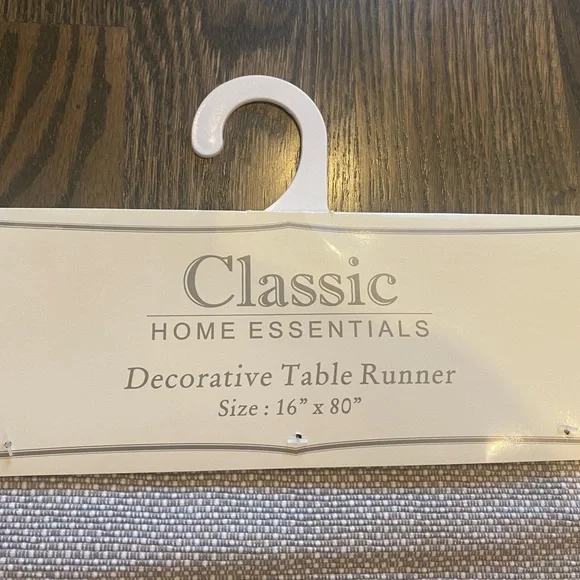 Classic
HOME ESSENTIALS
Decorative Table Runner
Size : 16” x 80”